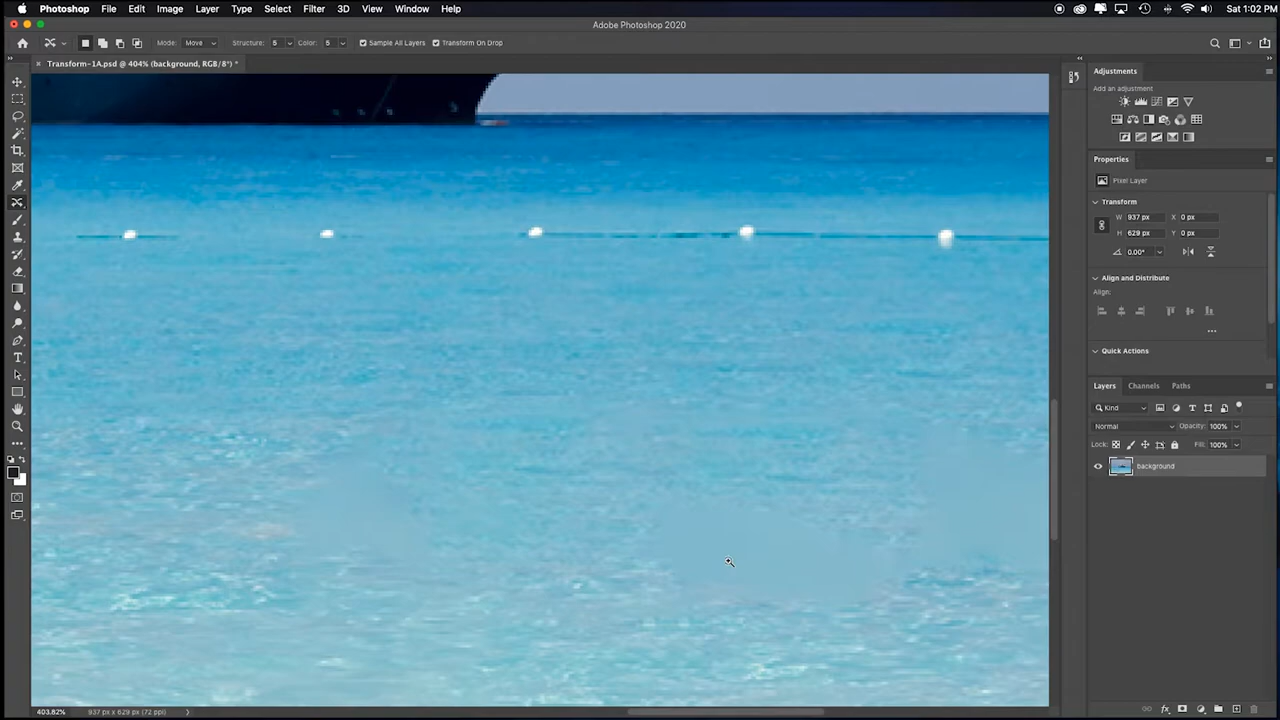 Photoshop File Edit Image Layer Type Select Filter 3D View Window Help Sat 1:02 PM
Adobe Photoshop 2020
Mode: Move Structure: 5 Color: 5 Sample All Layers Transform On Drop
Transform-1A.psd @ 404% (background, RGB/8*) *
Adjustments
Add an adjustment
Properties
Pixel Layer
Transform
W 937 px X 0 px
H 629 px Y 0 px
0.00°
Align and Distribute
Align:
Quick Actions
Layers Channels Paths
Kind
Normal Opacity: 100%
Lock: Fill: 100%
background
403.82% 937 px x 629 px (72 ppi)